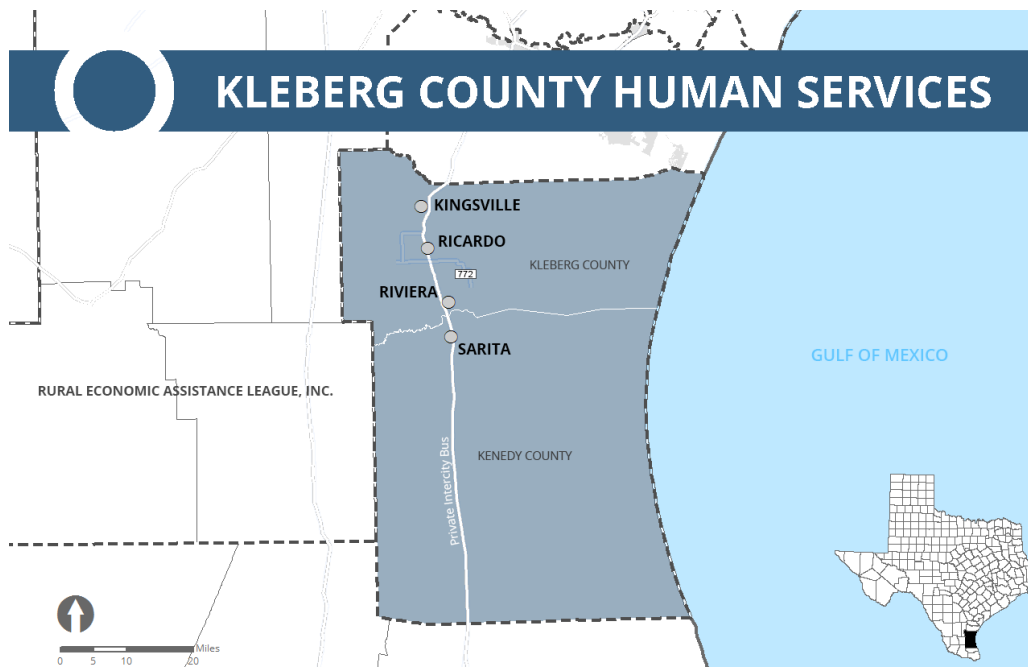 KLEBERG COUNTY HUMAN SERVICES
KINGSVILLE
RICARDO
KLEBERG COUNTY
772
RIVIERA
SARITA
GULF OF MEXICO
RURAL ECONOMIC ASSISTANCE LEAGUE, INC.
KENEDY COUNTY
Private Intercity Bus
Miles
0 5 10 20